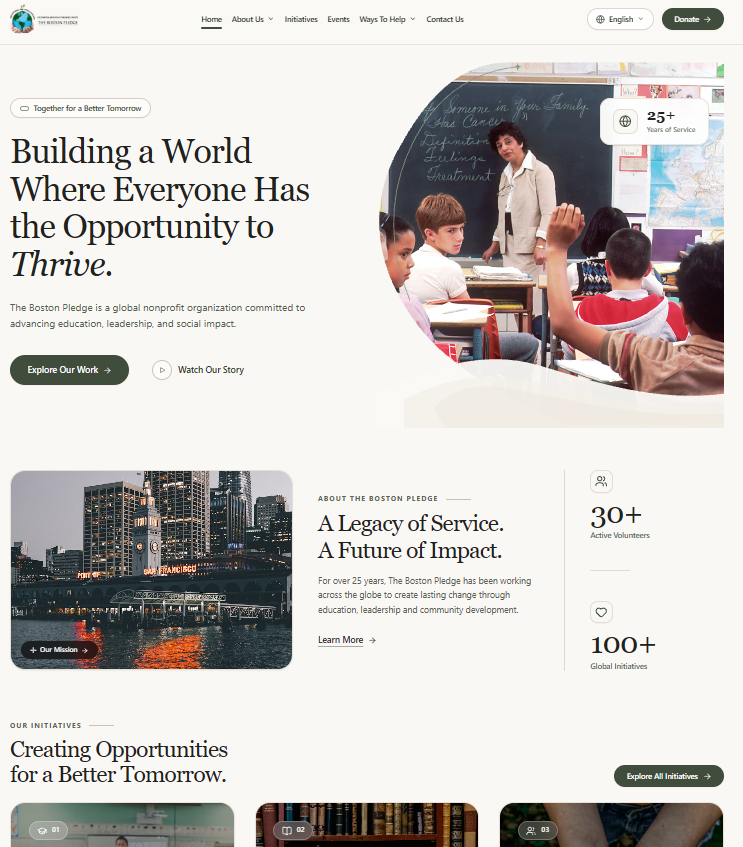 THE BOSTON PLEDGE
Home
About Us
Initiatives
Events
Ways To Help
Contact Us
English
Donate →
Together for a Better Tomorrow
Building a World
Where Everyone Has
the Opportunity to
Thrive.
The Boston Pledge is a global nonprofit organization committed to
advancing education, leadership, and social impact.
Explore Our Work →
Watch Our Story
Someone in Your Family
Has Cancer
Definition
Feelings
Treatment
25+
Years of Service
PORT OF SAN FRANCISCO
+ Our Mission →
ABOUT THE BOSTON PLEDGE
A Legacy of Service.
A Future of Impact.
For over 25 years, The Boston Pledge has been working
across the globe to create lasting change through
education, leadership and community development.
Learn More →
30+
Active Volunteers
100+
Global Initiatives
OUR INITIATIVES
Creating Opportunities
for a Better Tomorrow.
Explore All Initiatives →
01
02
03